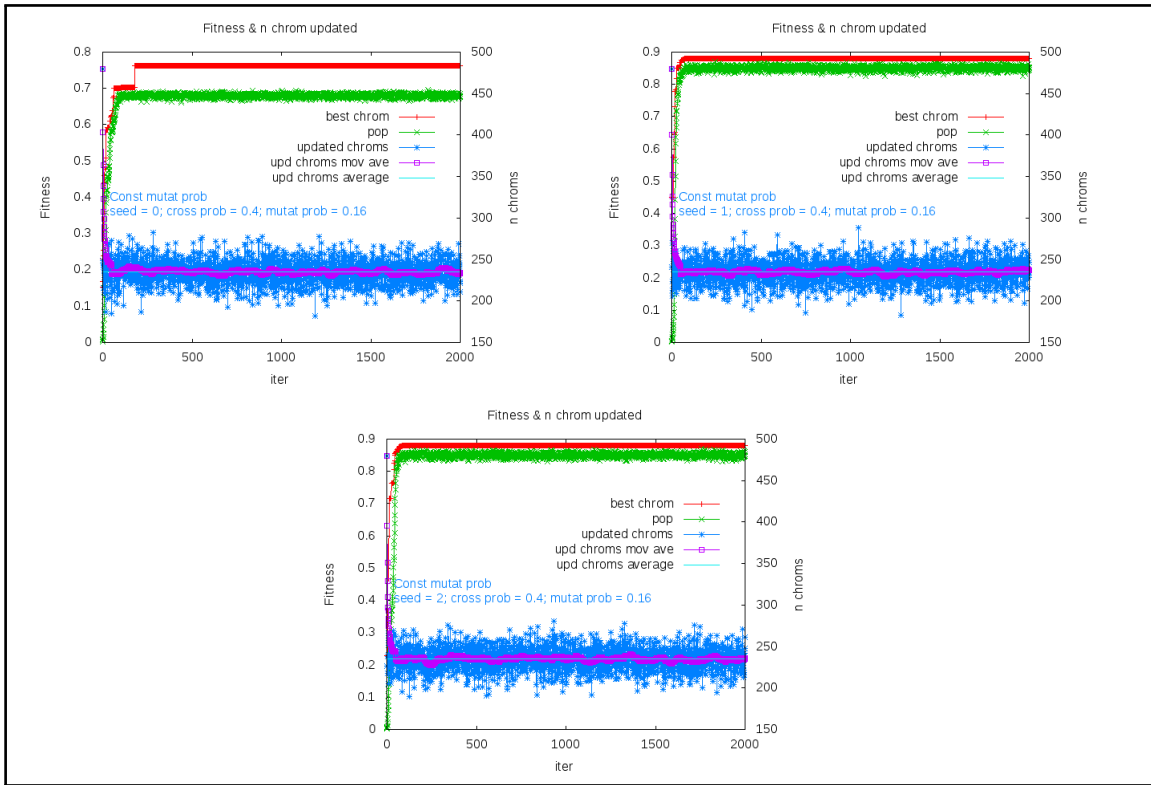 Fitness & n chrom updated
0.8
0.7
0.6
0.5
0.4
0.3
0.2
0.1
0
Fitness
500
450
400
350
300
250
200
150
n chroms
best chrom
pop
updated chroms
upd chroms mov ave
upd chroms average
Const mutat prob
seed = 0; cross prob = 0.4; mutat prob = 0.16
0 500 1000 1500 2000
iter
Fitness & n chrom updated
0.9
0.8
0.7
0.6
0.5
0.4
0.3
0.2
0.1
0
Fitness
500
450
400
350
300
250
200
150
n chroms
best chrom
pop
updated chroms
upd chroms mov ave
upd chroms average
Const mutat prob
seed = 1; cross prob = 0.4; mutat prob = 0.16
0 500 1000 1500 2000
iter
Fitness & n chrom updated
0.9
0.8
0.7
0.6
0.5
0.4
0.3
0.2
0.1
0
Fitness
500
450
400
350
300
250
200
150
n chroms
best chrom
pop
updated chroms
upd chroms mov ave
upd chroms average
Const mutat prob
seed = 2; cross prob = 0.4; mutat prob = 0.16
0 500 1000 1500 2000
iter